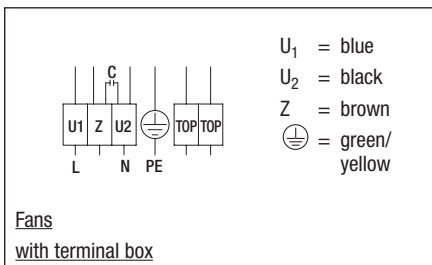 C
U1 Z U2 TOP TOP
L N PE
U1 = blue
U2 = black
Z = brown
= green/
yellow
Fans
with terminal box